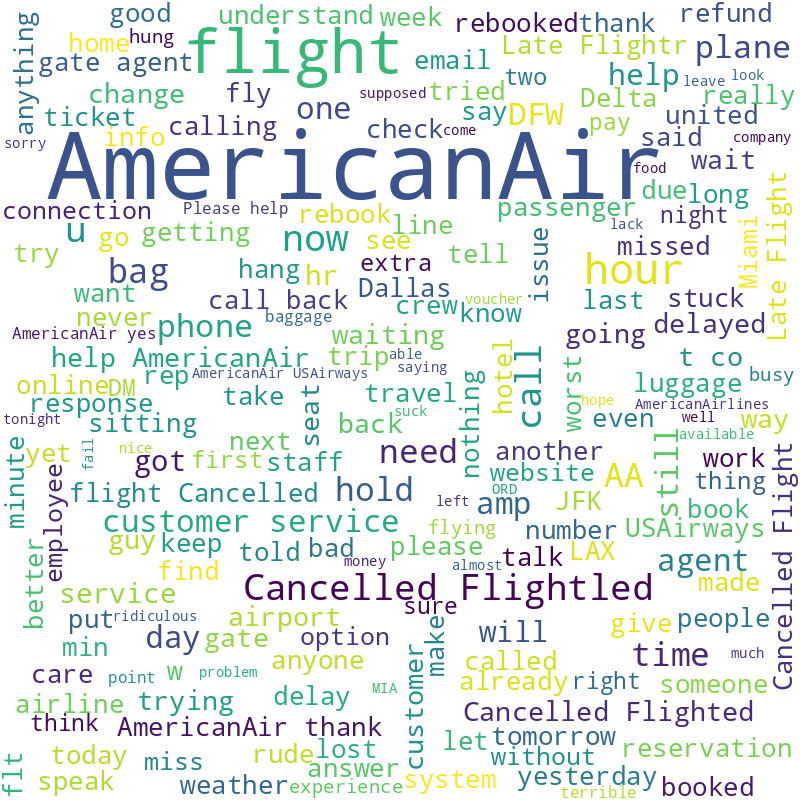 good
understand
week
rebooked
thank
refund
anything
home
hung
flight
email
Late Flightr
plane
gate agent
two
help
leave
look
change
fly
supposed
tried
Delta
really
ticket
one
say
DFW
pay
united
sorry
info
calling
check
come
said
company
AmericanAir
food
wait
due
long
connection
Please help
rebook
passenger
night
Late Flight
u
go
getting
now
line
lack
missed
Miami
try
see
tell
issue
bag
hang
hr
extra
hour
want
call back
Dallas
crew
voucher
know
last
stuck
never
phone
baggage
waiting
going
delayed
AmericanAir yes
help AmericanAir
trip
able
saying
call
t co
online
DM
rep
AmericanAir USAirways
hotel
worst
luggage
busy
response
take
seat
travel
nothing
hope
AmericanAirlines
tonight
sitting
back
suck
even
well
way
minute
yet
fail
nice
next
need
another
still
available
got
first
staff
website
AA
work
thing
employee
flight Cancelled
hold
left
ORD
amp
JFK
book
Cancelled Flight
customer service
flying
number
USAirways
better
guy
keep
told
bad
please
talk
LAX
agent
find
money
almost
service
Cancelled Flightled
made
put
ridiculous
airport
sure
give
people
min
day
gate
option
make
will
time
much
care
point
w
problem
anyone
customer
called
already
right
someone
airline
trying
delay
MIA
Cancelled Flighted
think
AmericanAir thank
let
tomorrow
reservation
flt
today
miss
rude
lost
without
speak
weather
answer
experience
system
yesterday
terrible
booked